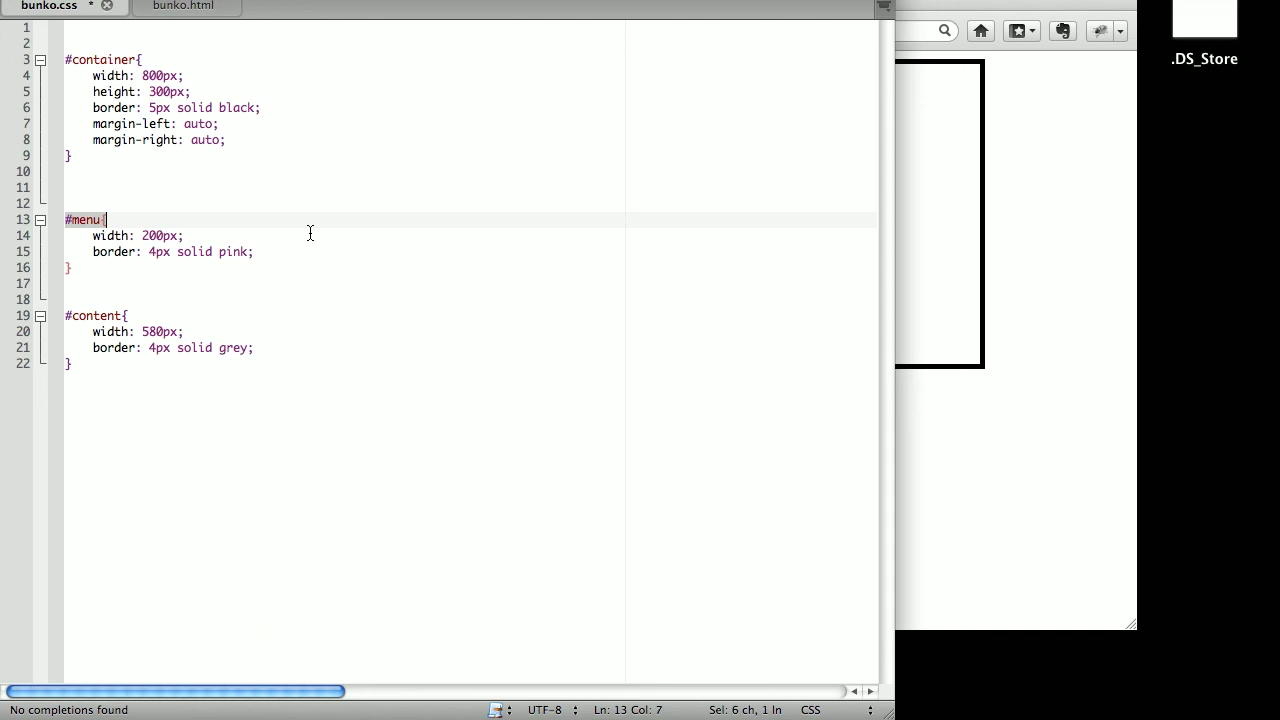 bunko.css *
bunko.html
1
2
3 #container{
4 width: 800px;
5 height: 300px;
6 border: 5px solid black;
7 margin-left: auto;
8 margin-right: auto;
9 }
10
11
12
13 #menu{
14 width: 200px;
15 border: 4px solid pink;
16 }
17
18
19 #content{
20 width: 580px;
21 border: 4px solid grey;
22 }
.DS_Store
No completions found UTF-8 Ln: 13 Col: 7 Sel: 6 ch, 1 ln CSS